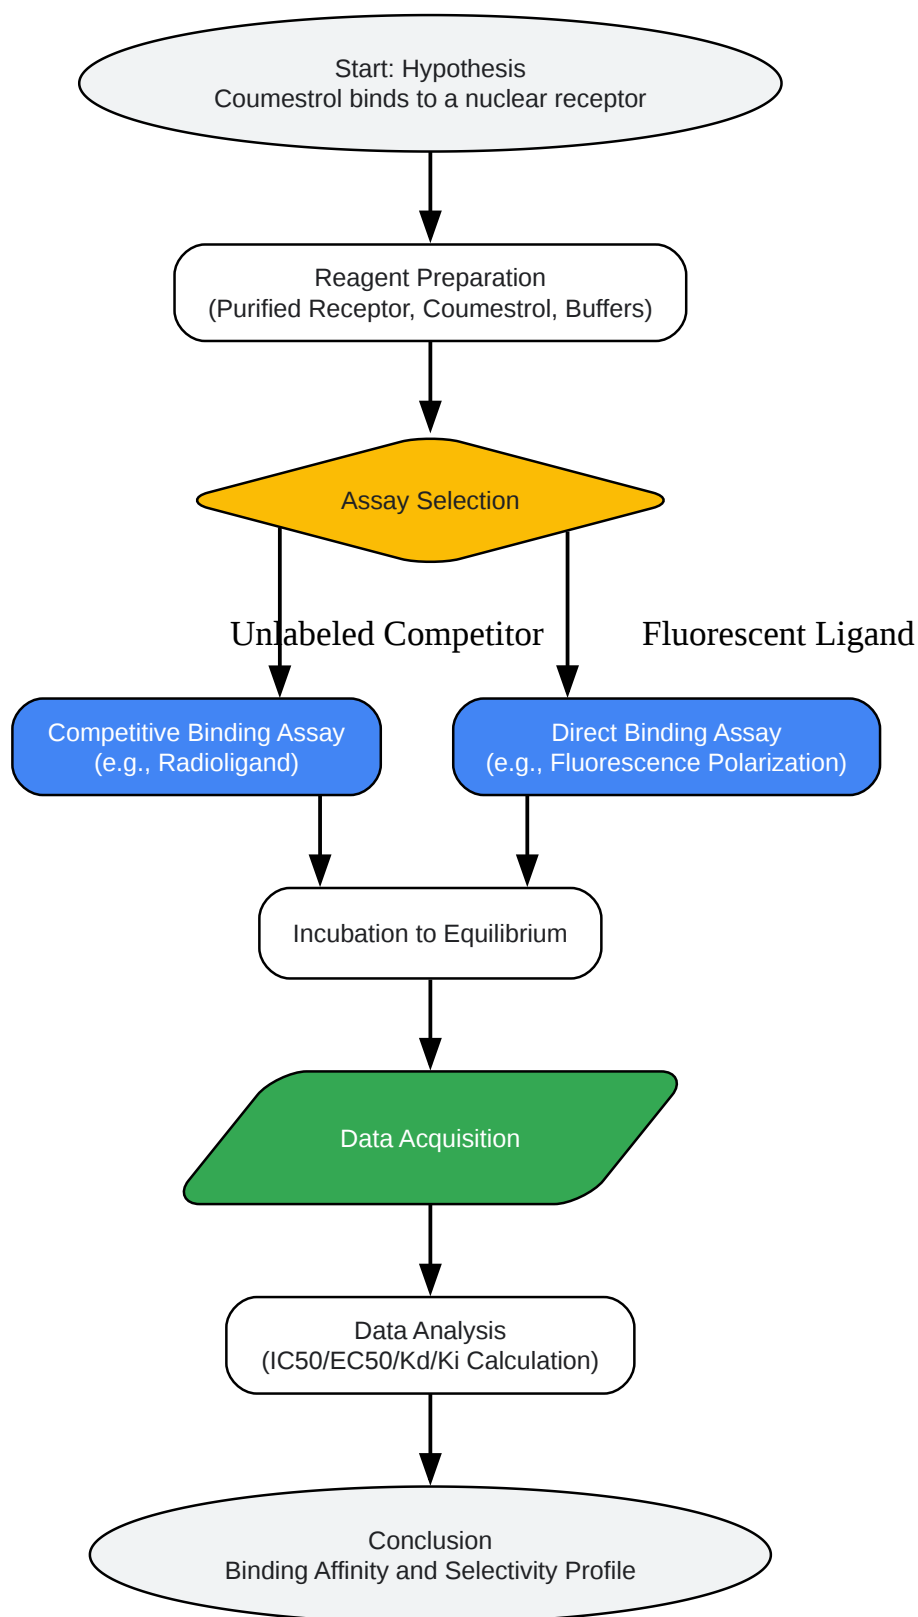 Start: Hypothesis
Coumestrol binds to a nuclear receptor
Reagent Preparation
(Purified Receptor, Coumestrol, Buffers)
Assay Selection
Unlabeled Competitor
Fluorescent Ligand
Competitive Binding Assay
(e.g., Radioligand)
Direct Binding Assay
(e.g., Fluorescence Polarization)
Incubation to Equilibrium
Data Acquisition
Data Analysis
(IC50/EC50/Kd/Ki Calculation)
Conclusion
Binding Affinity and Selectivity Profile